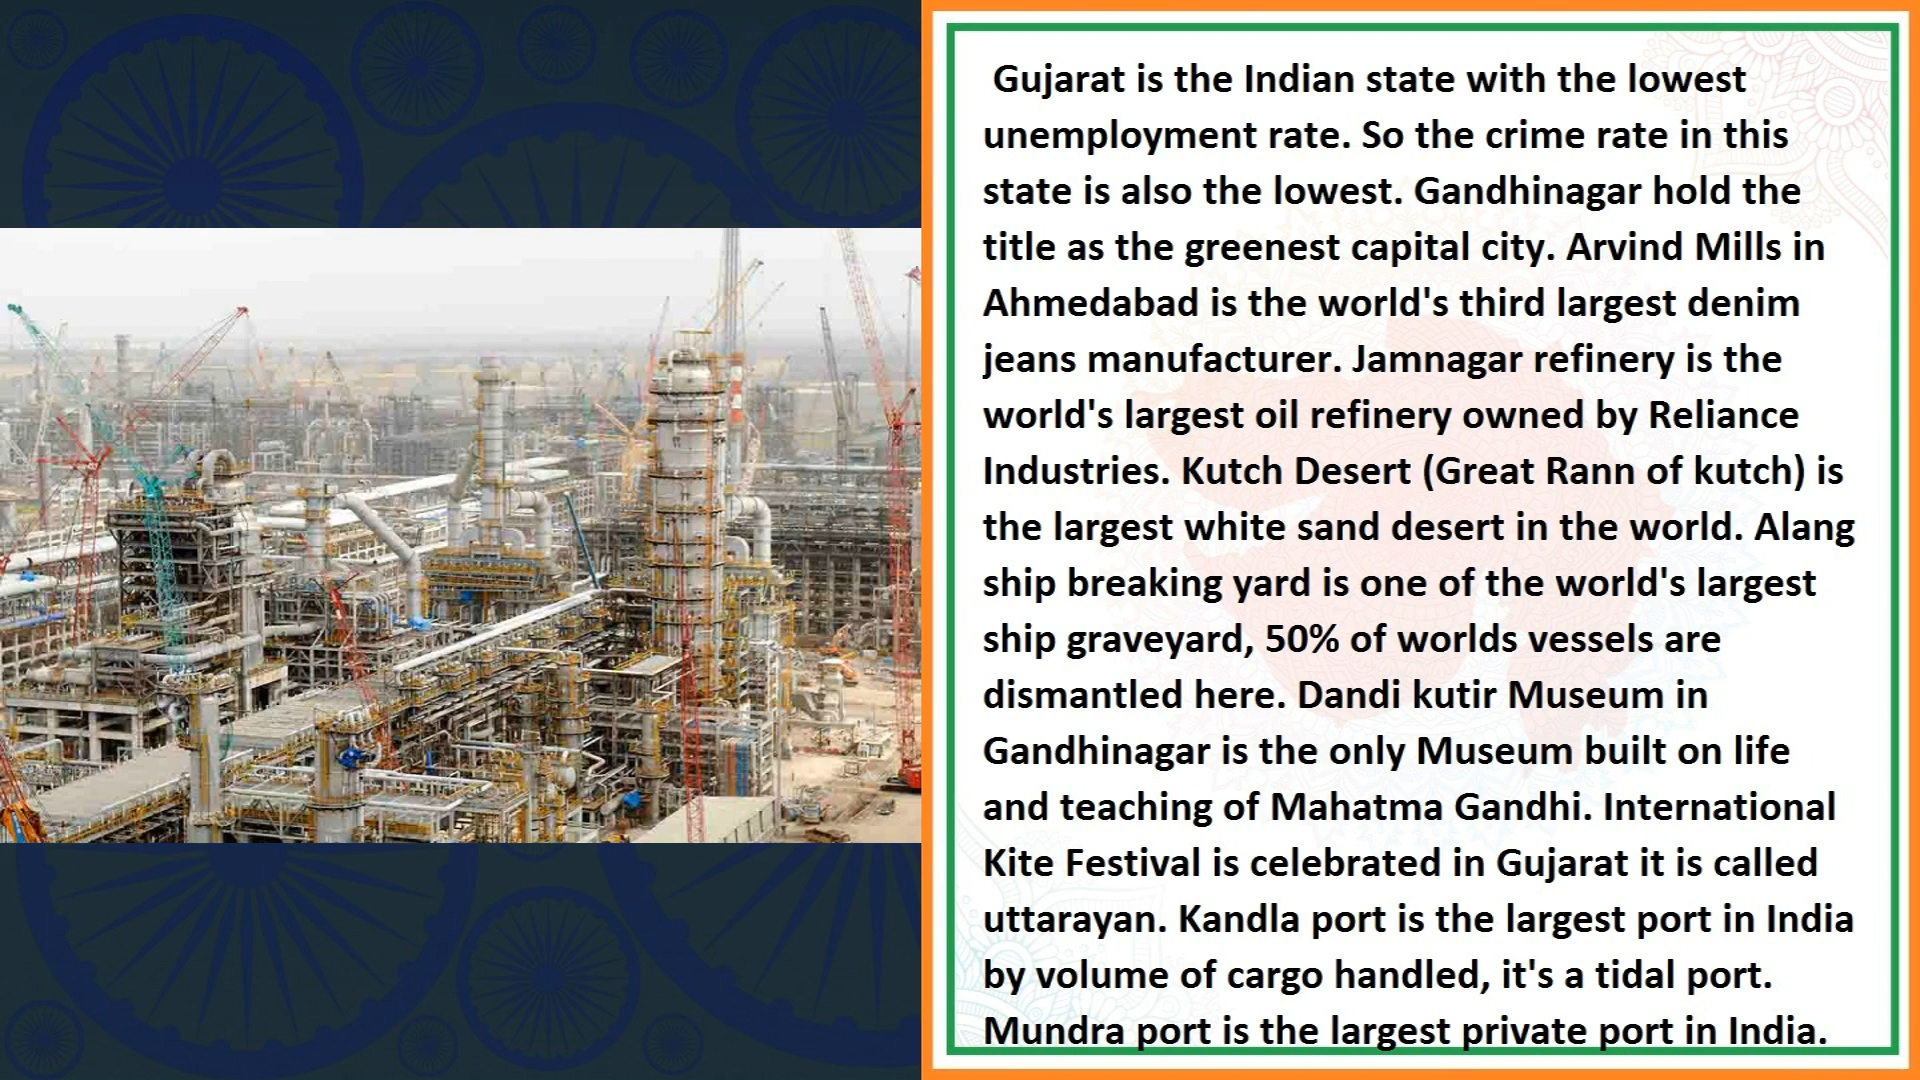 Gujarat is the Indian state with the lowest
unemployment rate. So the crime rate in this
state is also the lowest. Gandhinagar hold the
title as the greenest capital city. Arvind Mills in
Ahmedabad is the world's third largest denim
jeans manufacturer. Jamnagar refinery is the
world's largest oil refinery owned by Reliance
Industries. Kutch Desert (Great Rann of kutch) is
the largest white sand desert in the world. Alang
ship breaking yard is one of the world's largest
ship graveyard, 50% of worlds vessels are
dismantled here. Dandi kutir Museum in
Gandhinagar is the only Museum built on life
and teaching of Mahatma Gandhi. International
Kite Festival is celebrated in Gujarat it is called
uttarayan. Kandla port is the largest port in India
by volume of cargo handled, it's a tidal port.
Mundra port is the largest private port in India.